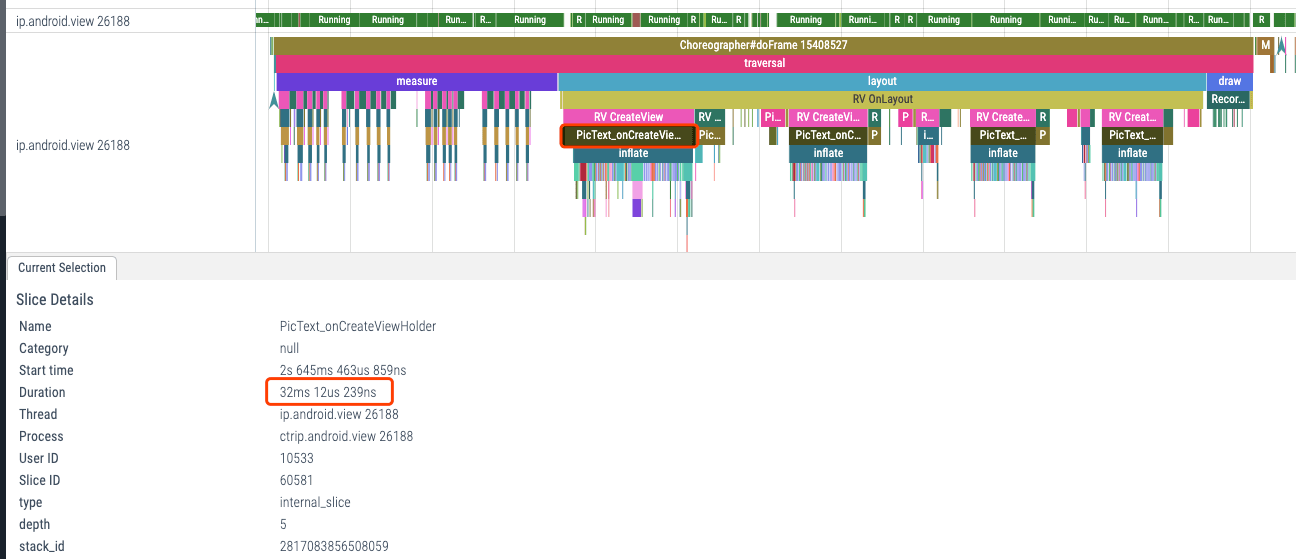 ip.android.view 26188
nn... Running Running Run... R... Running R Running Running R Ru... R Running Runni... R R Running Running Runni... Ru... Ru... Runn... R... Run... R
Choreographer#doFrame 15408527 M
traversal
measure layout draw
RV OnLayout Recor...
RV CreateView RV ... Pi... RV CreateVi... R P R... RV Create... R RV Creat...
ip.android.view 26188
PicText_onCreateVie... Pic... PicText_onC... P i... PicText_... P PicText_...
inflate inflate inflate inflate
Current Selection
Slice Details
Name PicText_onCreateViewHolder
Category null
Start time 2s 645ms 463us 859ns
Duration 32ms 12us 239ns
Thread ip.android.view 26188
Process ctrip.android.view 26188
User ID 10533
Slice ID 60581
type internal_slice
depth 5
stack_id 2817083856508059